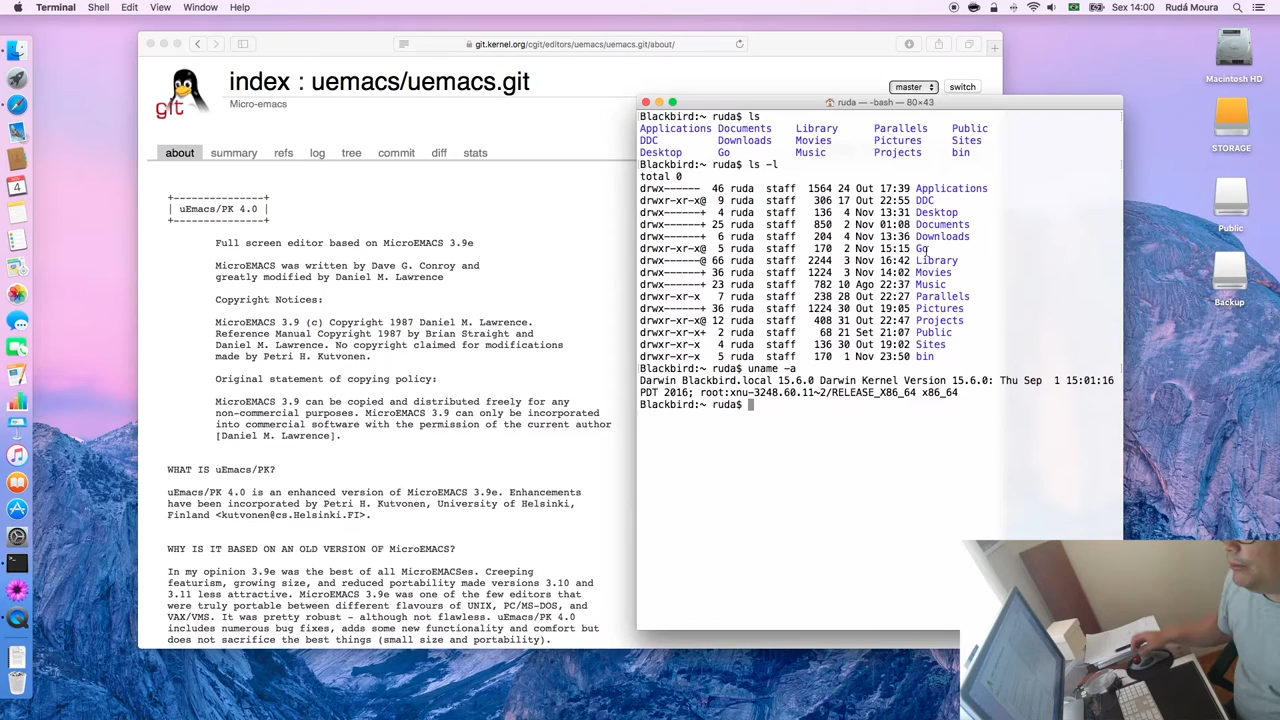 Terminal Shell Edit View Window Help
Sex 14:00 Rudá Moura
git.kernel.org/cgit/editors/uemacs/uemacs.git/about/
git
index : uemacs/uemacs.git
Micro-emacs
master switch
about summary refs log tree commit diff stats
+---------------+
| uEmacs/PK 4.0 |
+---------------+
Full screen editor based on MicroEMACS 3.9e
MicroEMACS was written by Dave G. Conroy and
greatly modified by Daniel M. Lawrence
Copyright Notices:
MicroEMACS 3.9 (c) Copyright 1987 Daniel M. Lawrence.
Reference Manual Copyright 1987 by Brian Straight and
Daniel M. Lawrence. No copyright claimed for modifications
made by Petri H. Kutvonen.
Original statement of copying policy:
MicroEMACS 3.9 can be copied and distributed freely for any
non-commercial purposes. MicroEMACS 3.9 can only be incorporated
into commercial software with the permission of the current author
[Daniel M. Lawrence].
WHAT IS uEmacs/PK?
uEmacs/PK 4.0 is an enhanced version of MicroEMACS 3.9e. Enhancements
have been incorporated by Petri H. Kutvonen, University of Helsinki,
Finland <kutvonen@cs.Helsinki.FI>.
WHY IS IT BASED ON AN OLD VERSION OF MicroEMACS?
In my opinion 3.9e was the best of all MicroEMACSes. Creeping
featurism, growing size, and reduced portability made versions 3.10 and
3.11 less attractive. MicroEMACS 3.9e was one of the few editors that
were truly portable between different flavours of UNIX, PC/MS-DOS, and
VAX/VMS. It was pretty robust - although not flawless. uEmacs/PK 4.0
includes numerous bug fixes, adds some new functionality and comfort but
does not sacrifice the best things (small size and portability).
ruda — -bash — 80×43
Blackbird:~ ruda$ ls
Applications Documents Library Parallels Public
DDC Downloads Movies Pictures Sites
Desktop Go Music Projects bin
Blackbird:~ ruda$ ls -l
total 0
drwx------ 46 ruda staff 1564 24 Out 17:39 Applications
drwxr-xr-x@ 9 ruda staff 306 17 Out 22:55 DDC
drwx------+ 4 ruda staff 136 4 Nov 13:31 Desktop
drwx------+ 25 ruda staff 850 2 Nov 01:08 Documents
drwx------+ 6 ruda staff 204 4 Nov 13:36 Downloads
drwxr-xr-x@ 5 ruda staff 170 2 Nov 15:15 Go
drwx------@ 66 ruda staff 2244 3 Nov 16:42 Library
drwx------+ 36 ruda staff 1224 3 Nov 14:02 Movies
drwx------+ 23 ruda staff 782 10 Ago 22:37 Music
drwxr-xr-x 7 ruda staff 238 28 Out 22:27 Parallels
drwx------+ 36 ruda staff 1224 30 Out 19:05 Pictures
drwxr-xr-x@ 12 ruda staff 408 31 Out 22:47 Projects
drwxr-xr-x+ 2 ruda staff 68 21 Set 21:07 Public
drwxr-xr-x 4 ruda staff 136 30 Out 19:02 Sites
drwxr-xr-x 5 ruda staff 170 1 Nov 23:50 bin
Blackbird:~ ruda$ uname -a
Darwin Blackbird.local 15.6.0 Darwin Kernel Version 15.6.0: Thu Sep 1 15:01:16
PDT 2016; root:xnu-3248.60.11~2/RELEASE_X86_64 x86_64
Blackbird:~ ruda$
Macintosh HD
STORAGE
Public
Backup
4